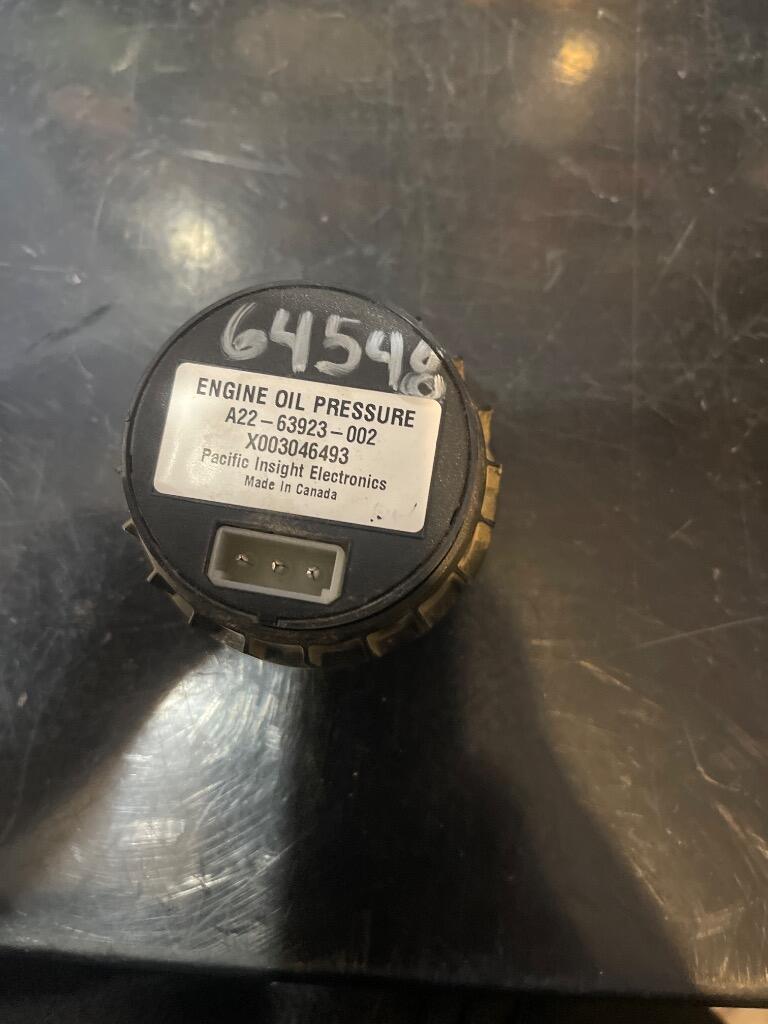 64548
ENGINE OIL PRESSURE
A22-63923-002
X003046493
Pacific Insight Electronics
Made In Canada